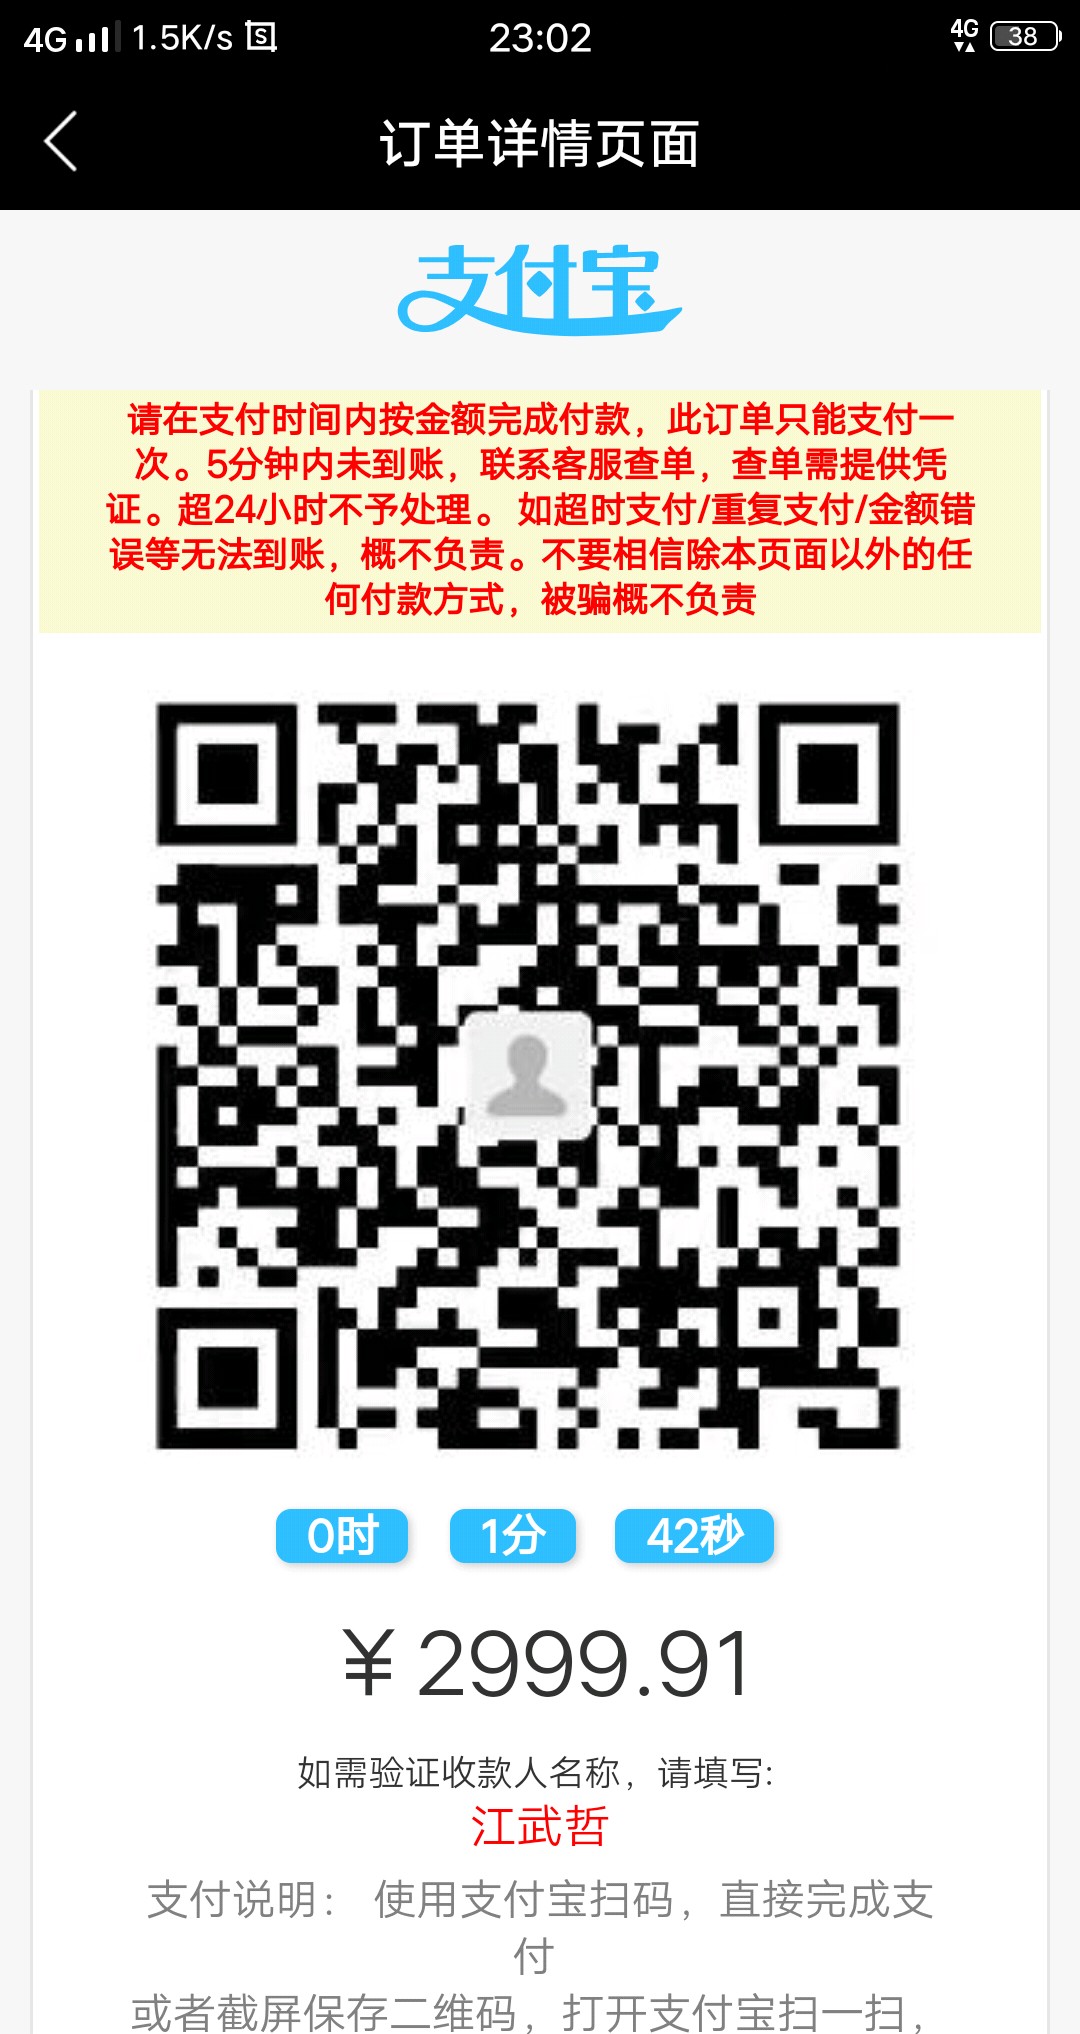 4G 1.5K/s 23:02 4G 38
订单详情页面
支付宝
请在支付时间内按金额完成付款，此订单只能支付一
次。5分钟内未到账，联系客服查单，查单需提供凭
证。超24小时不予处理。 如超时支付/重复支付/金额错
误等无法到账，概不负责。不要相信除本页面以外的任
何付款方式，被骗概不负责
0时 1分 42秒
￥2999.91
如需验证收款人名称，请填写:
江武哲
支付说明： 使用支付宝扫码，直接完成支
付
或者截屏保存二维码，打开支付宝扫一扫，